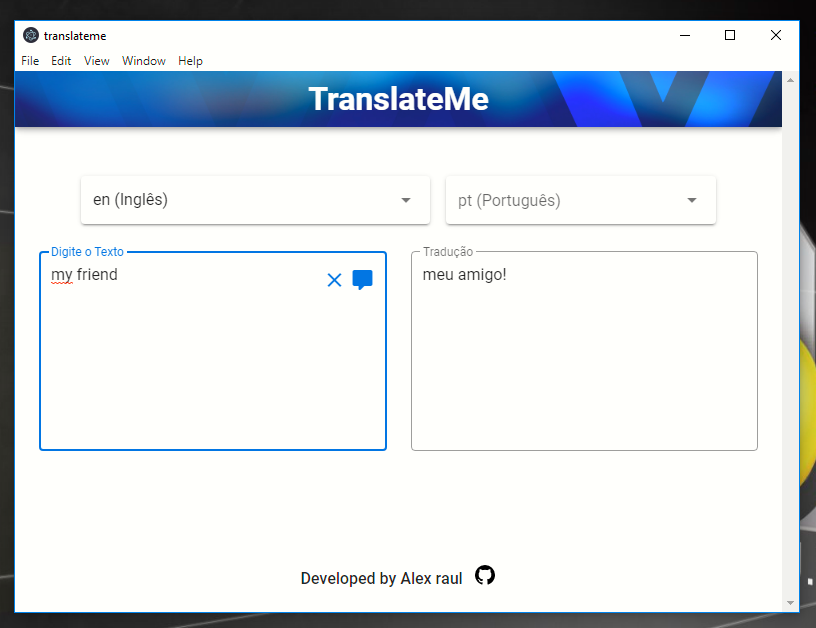 translateme
File Edit View Window Help
TranslateMe
en (Inglês) pt (Português)
Digite o Texto
my friend
Tradução
meu amigo!
Developed by Alex raul